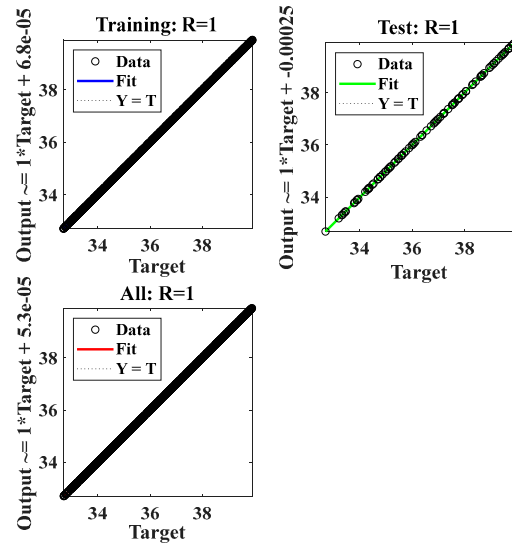 Training: R=1
Output ~= 1*Target + 6.8e-05
Data
Fit
Y = T
38
36
34
34 36 38
Target
Test: R=1
Output ~= 1*Target + -0.00025
Data
Fit
Y = T
38
36
34
34 36 38
Target
All: R=1
Output ~= 1*Target + 5.3e-05
Data
Fit
Y = T
38
36
34
34 36 38
Target